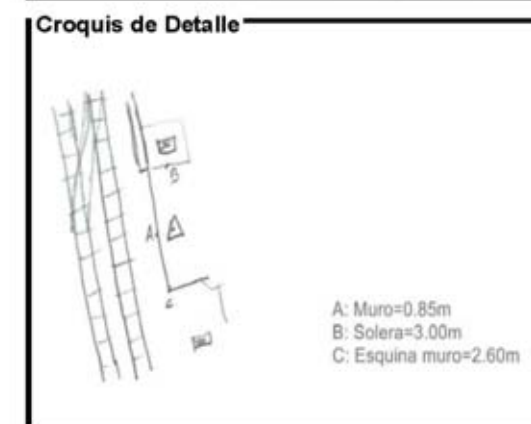 Croquis de Detalle
B
A
C
A: Muro=0.85m
B: Solera=3.00m
C: Esquina muro=2.60m